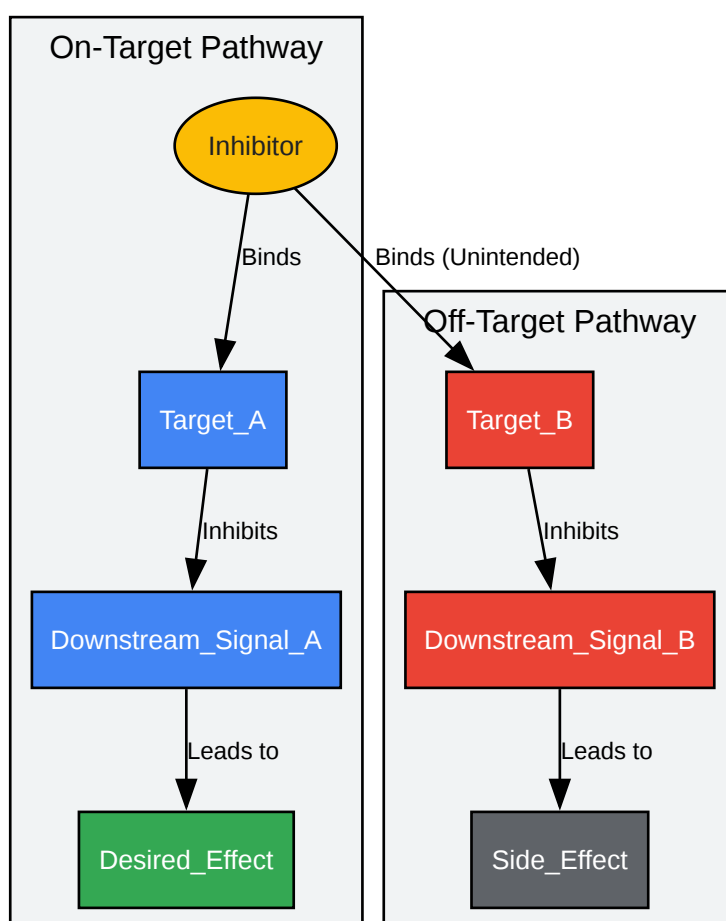 On-Target Pathway
Inhibitor
Binds
Binds (Unintended)
Off-Target Pathway
Target_A
Target_B
Inhibits
Inhibits
Downstream_Signal_A
Downstream_Signal_B
Leads to
Leads to
Desired_Effect
Side_Effect